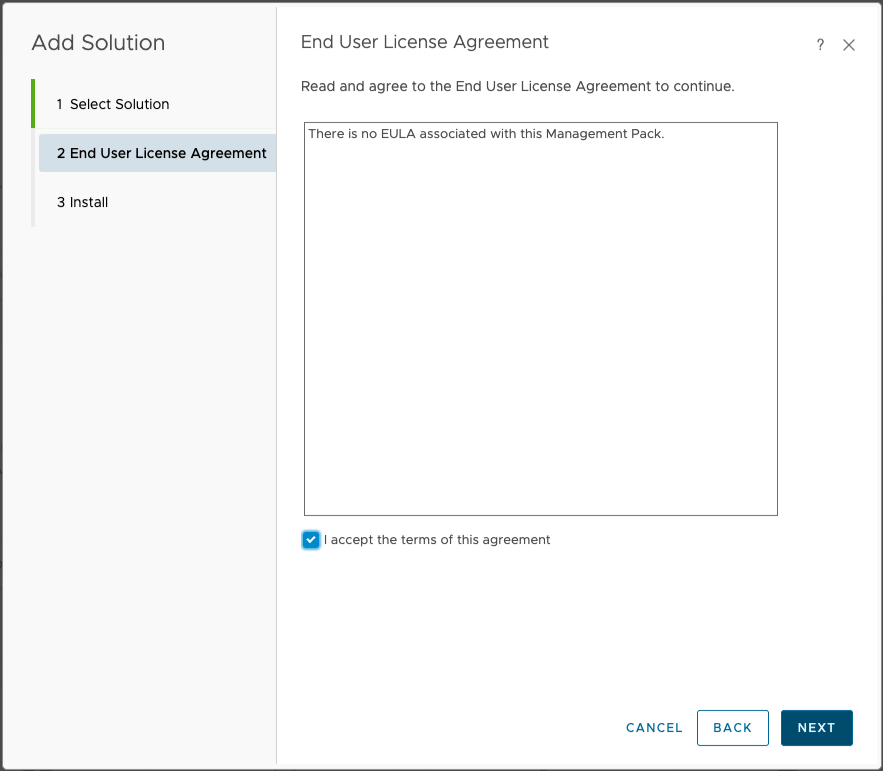 Add Solution
1 Select Solution
2 End User License Agreement
3 Install
End User License Agreement
?
Read and agree to the End User License Agreement to continue.
There is no EULA associated with this Management Pack.
I accept the terms of this agreement
CANCEL
BACK
NEXT